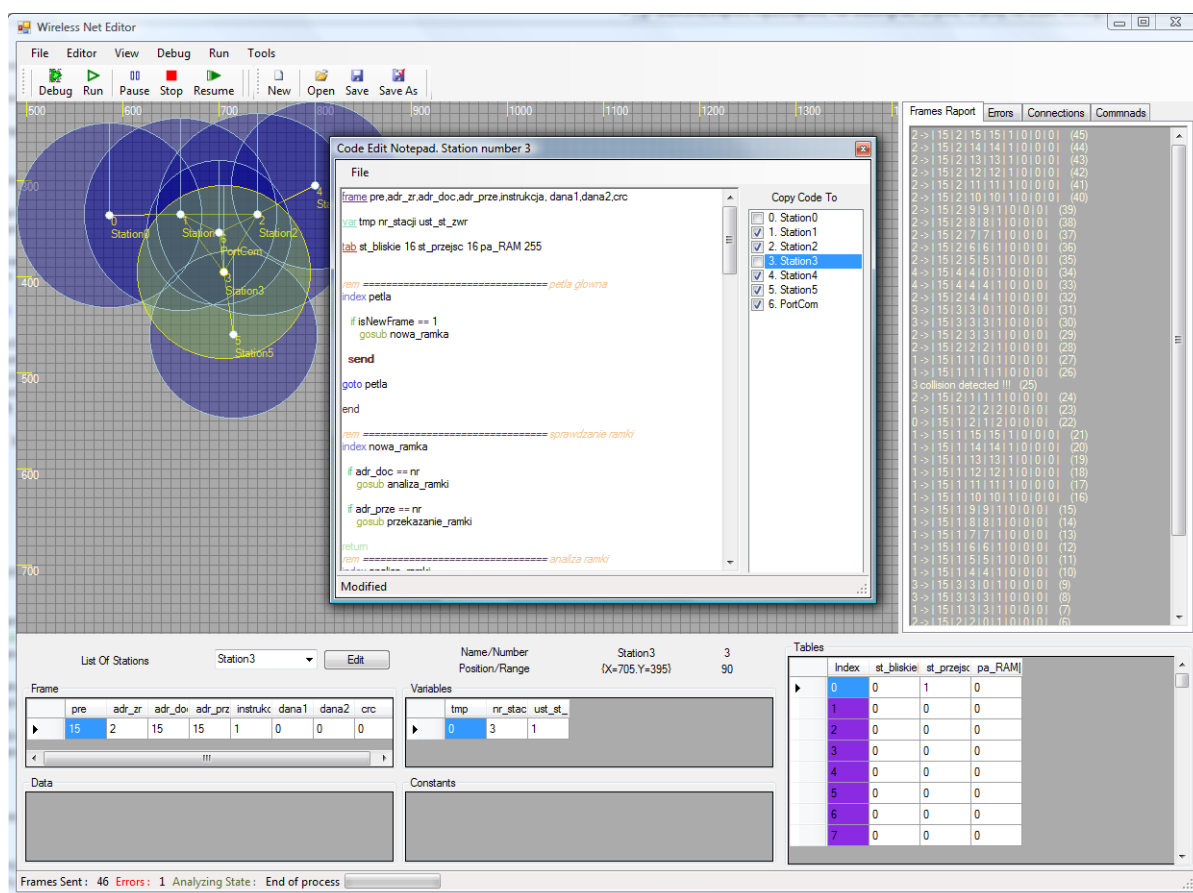 Wireless Net Editor
File Editor View Debug Run Tools
Debug Run Pause Stop Resume New Open Save Save As
500 600 700 800 900 1000 1100 1200 1300
300
400
500
600
700
0
Station0
1
2
Station2
4
PortCom
3
Station3
5
Station5
Code Edit Notepad. Station number 3
File
frame pre,adr_zr,adr_doc,adr_prze,instrukcja, dana1,dana2,crc
var tmp nr_stacji ust_st_zwr
tab st_bliskie 16 st_przejsc 16 pa_RAM 255
rem =============================== petla glowna
index petla
if isNewFrame == 1
gosub nowa_ramka
send
goto petla
end
rem =============================== sprawdzanie ramki
index nowa_ramka
if adr_doc == nr
gosub analiza_ramki
if adr_prze == nr
gosub przekazanie_ramki
return
rem =============================== analiza ramki
Modified
Copy Code To
0. Station0
1. Station1
2. Station2
3. Station3
4. Station4
5. Station5
6. PortCom
Frames Raport Errors Connections Commnads
2->|15|2|15|15|1|0|0|0| (45)
2->|15|2|14|14|1|0|0|0| (44)
2->|15|2|13|13|1|0|0|0| (43)
2->|15|2|12|12|1|0|0|0| (42)
2->|15|2|11|11|1|0|0|0| (41)
2->|15|2|10|10|1|0|0|0| (40)
2->|15|2|9|9|1|0|0|0| (39)
2->|15|2|8|8|1|0|0|0| (38)
2->|15|2|7|7|1|0|0|0| (37)
2->|15|2|6|6|1|0|0|0| (36)
2->|15|2|5|5|1|0|0|0| (35)
4->|15|4|4|0|1|0|0|0| (34)
4->|15|4|4|4|1|0|0|0| (33)
2->|15|2|4|4|1|0|0|0| (32)
3->|15|3|3|0|1|0|0|0| (31)
3->|15|3|3|3|1|0|0|0| (30)
2->|15|2|3|3|1|0|0|0| (29)
2->|15|2|2|2|1|0|0|0| (28)
1->|15|1|1|0|1|0|0|0| (27)
1->|15|1|1|1|1|0|0|0| (26)
3 collision detected !!! (25)
2->|15|2|1|1|1|0|0|0| (24)
1->|15|1|2|2|2|0|0|0| (23)
0->|15|1|2|1|2|0|0|0| (22)
1->|15|1|15|15|1|0|0|0| (21)
1->|15|1|14|14|1|0|0|0| (20)
1->|15|1|13|13|1|0|0|0| (19)
1->|15|1|12|12|1|0|0|0| (18)
1->|15|1|11|11|1|0|0|0| (17)
1->|15|1|10|10|1|0|0|0| (16)
1->|15|1|9|9|1|0|0|0| (15)
1->|15|1|8|8|1|0|0|0| (14)
1->|15|1|7|7|1|0|0|0| (13)
1->|15|1|6|6|1|0|0|0| (12)
1->|15|1|5|5|1|0|0|0| (11)
1->|15|1|4|4|1|0|0|0| (10)
3->|15|3|3|0|1|0|0|0| (9)
3->|15|3|3|3|1|0|0|0| (8)
1->|15|1|3|3|1|0|0|0| (7)
2->|15|2|2|0|1|0|0|0| (6)
List Of Stations Station3 Edit
Name/Number Station3 3
Position/Range {X=705,Y=395} 90
Frame
pre adr_zr adr_do adr_prz instrukc dana1 dana2 crc
15 2 15 15 1 0 0 0
Variables
tmp nr_stac ust_st_
0 3 1
Data
Constants
Tables
Index st_bliskie st_przejsc pa_RAM
0 0 1 0
1 0 0 0
2 0 0 0
3 0 0 0
4 0 0 0
5 0 0 0
6 0 0 0
7 0 0 0
Frames Sent : 46 Errors : 1 Analyzing State : End of process